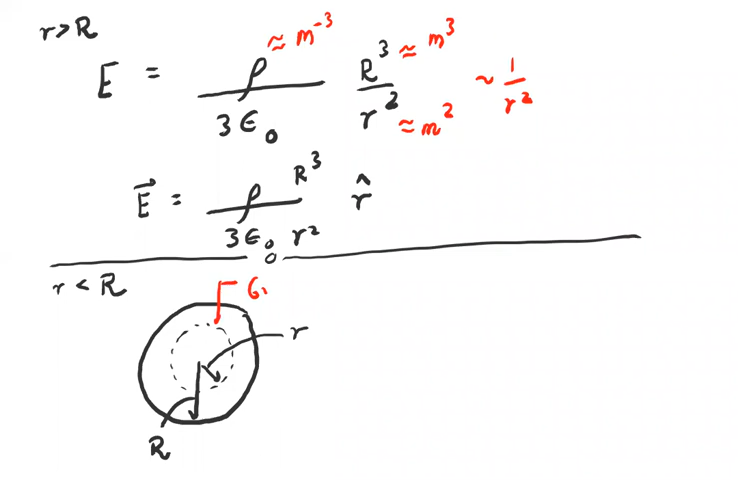 r > R
E = ρ / 3ϵ₀ R³ / r² ~ 1 / r²
≈ m⁻³
≈ m³
≈ m²
E⃗ = ρ R³ / 3ϵ₀ r² r̂
r < R
G.
r
R